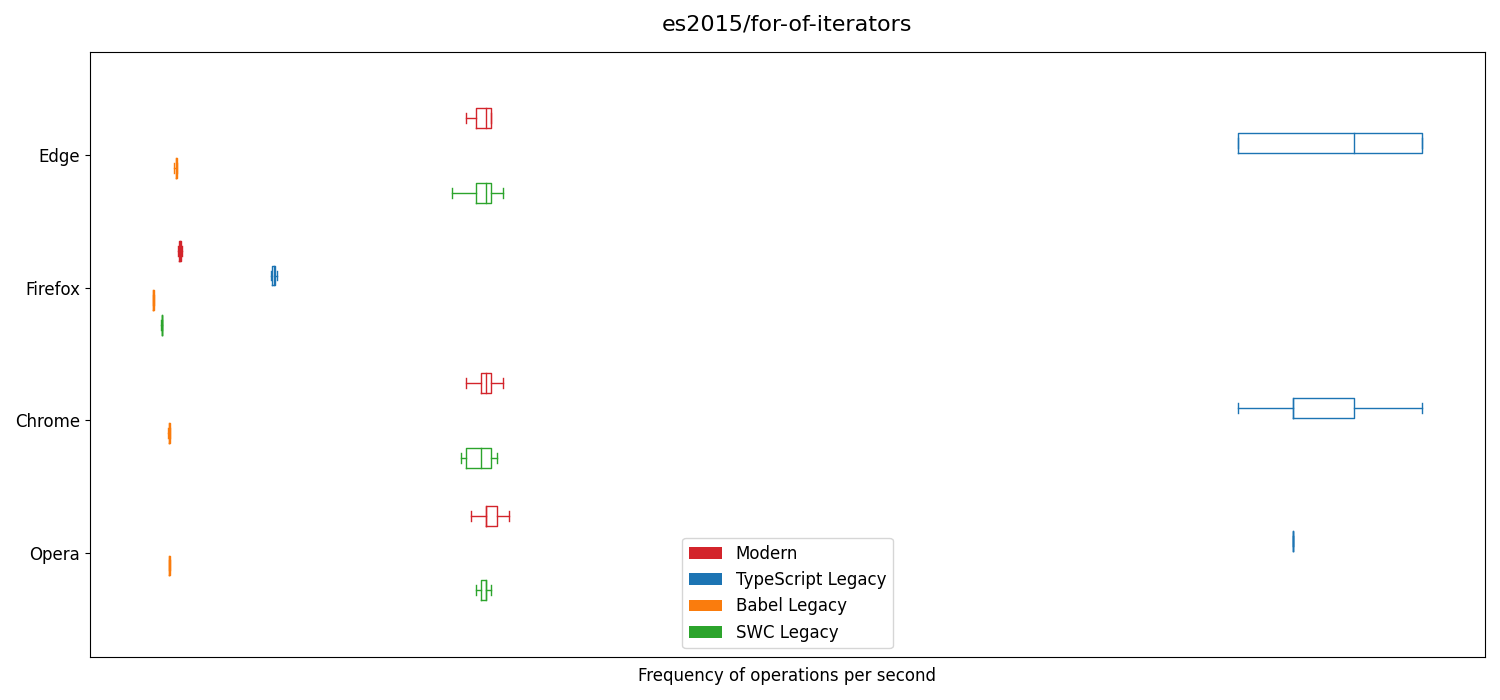 es2015/for-of-iterators
Edge
Firefox
Chrome
Opera
Modern
TypeScript Legacy
Babel Legacy
SWC Legacy
Frequency of operations per second